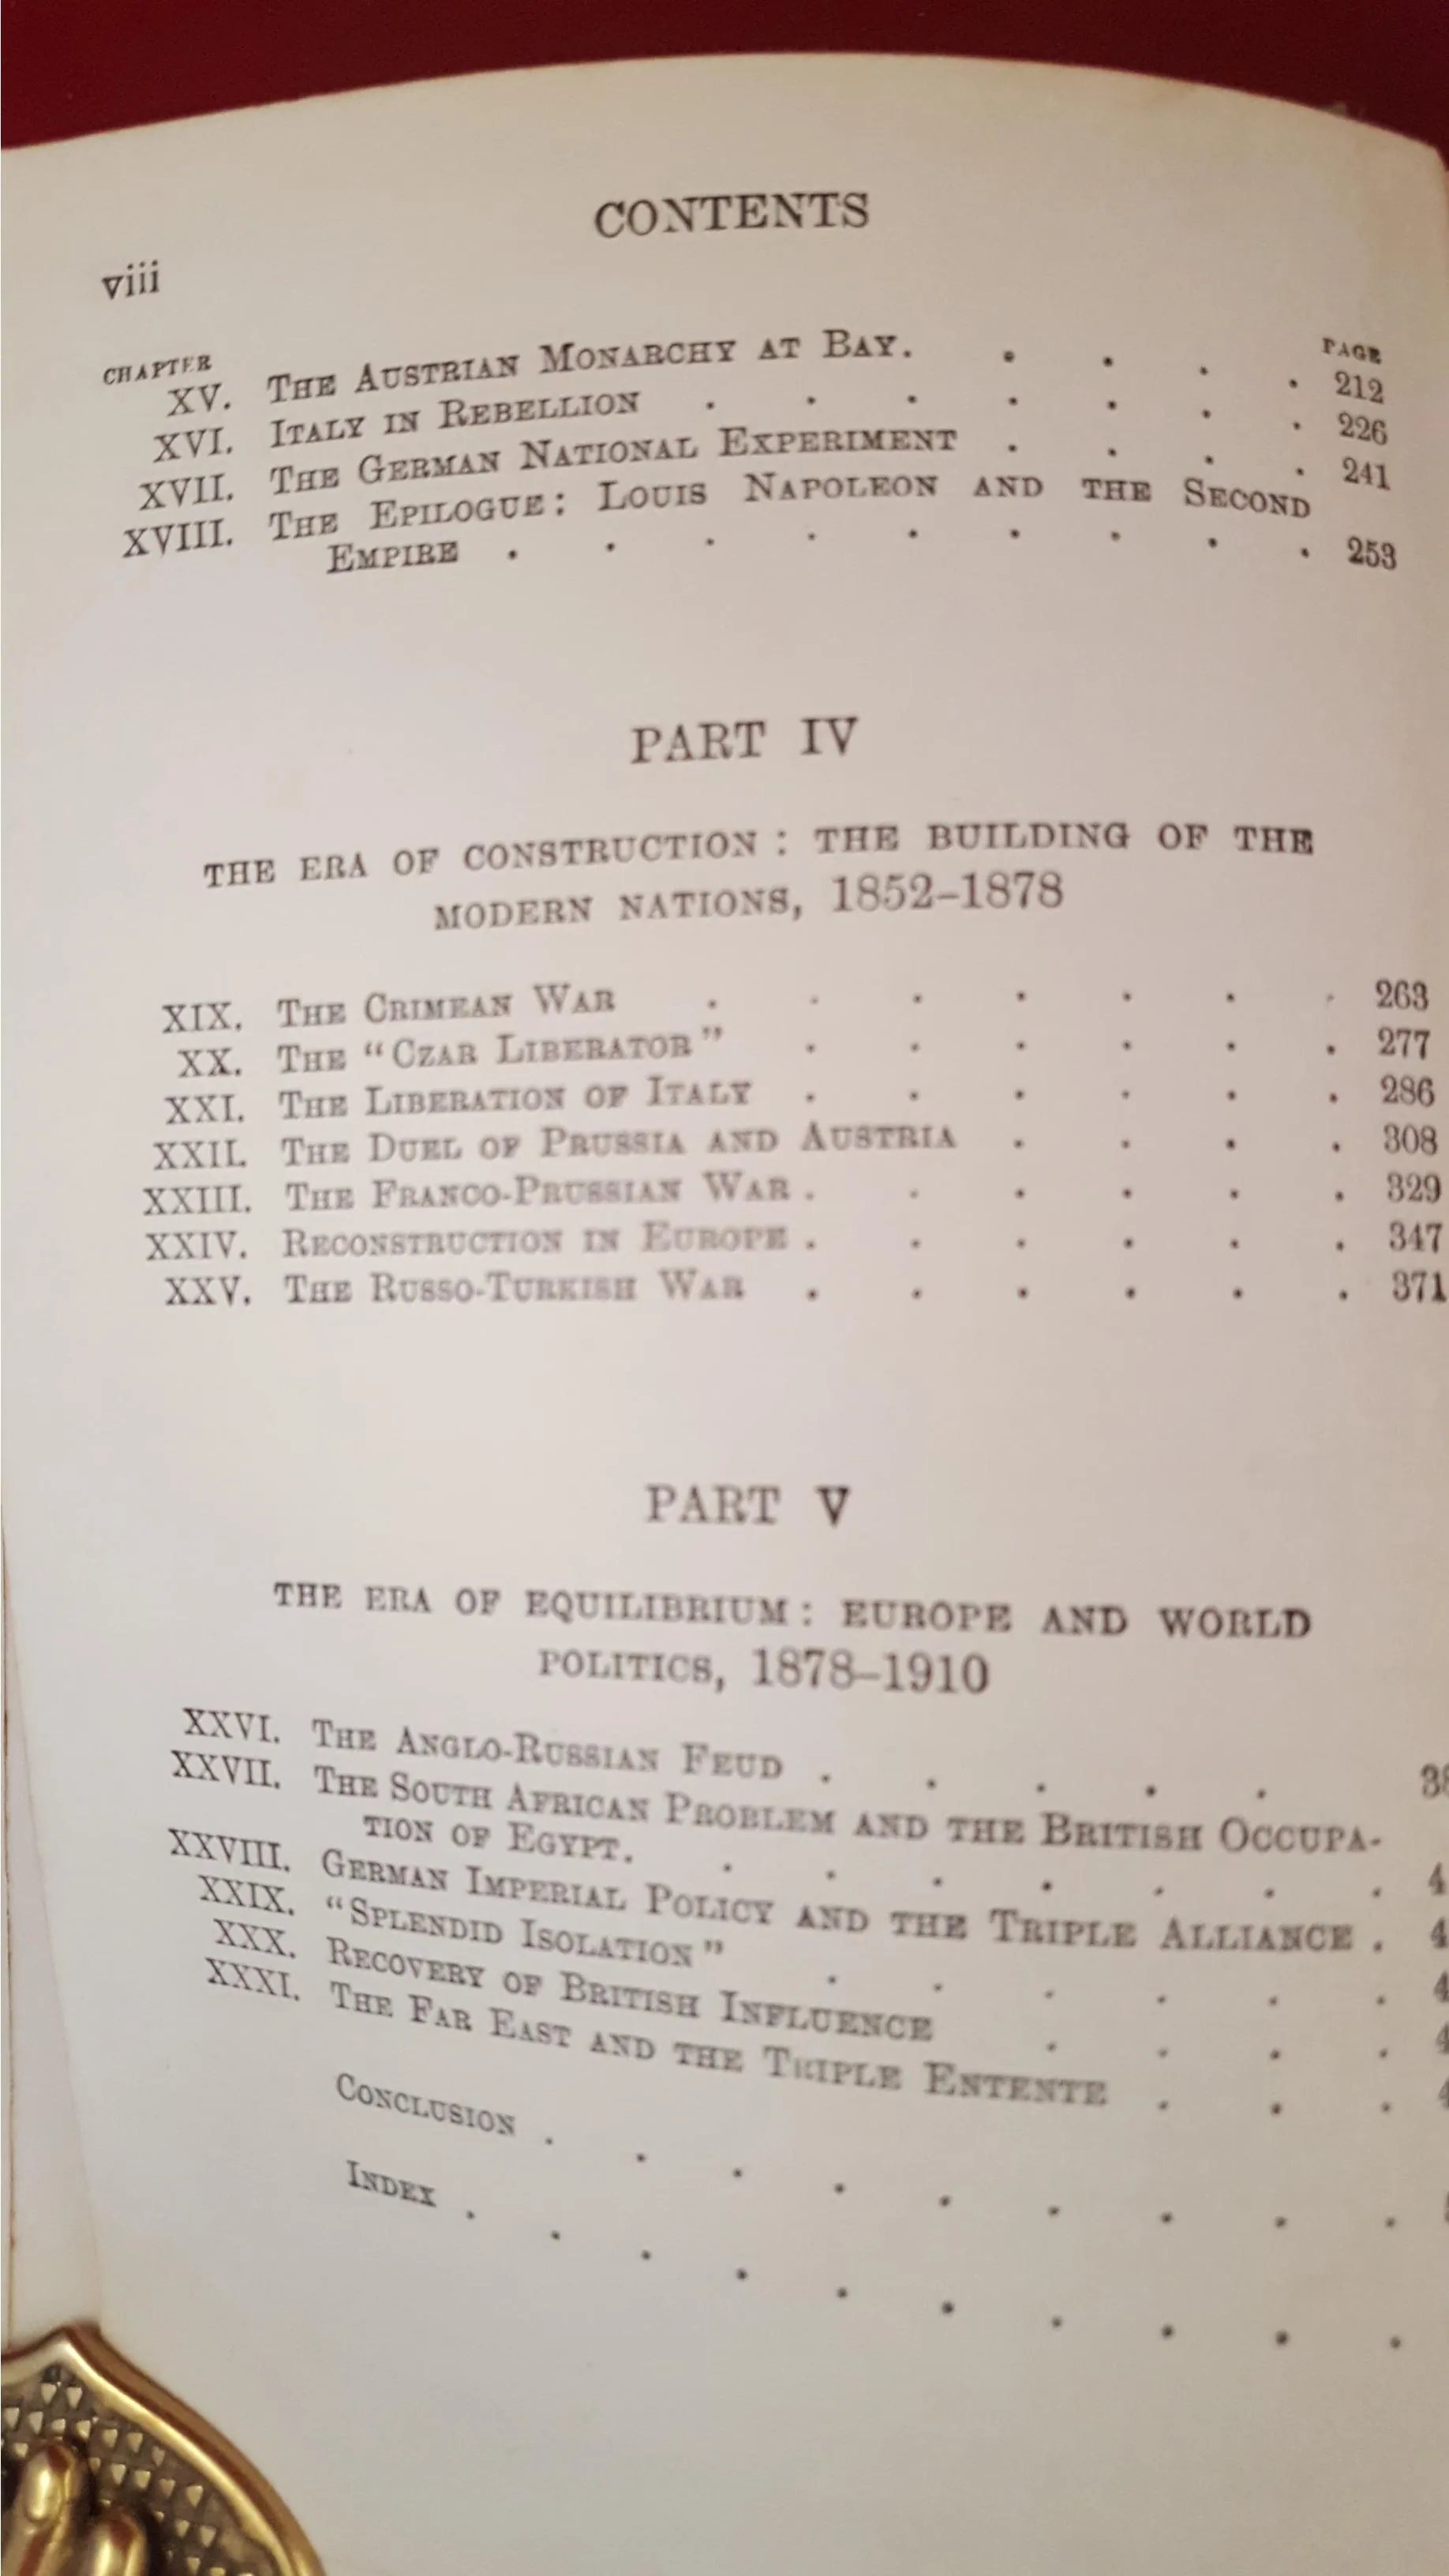 CONTENTS
viii
CHAPTER PAGE
XV. THE AUSTRIAN MONARCHY AT BAY. . . . . 212
XVI. ITALY IN REBELLION . . . . . . . 226
XVII. THE GERMAN NATIONAL EXPERIMENT . . . . 241
XVIII. THE EPILOGUE: LOUIS NAPOLEON AND THE SECOND
EMPIRE . . . . . . . . . 253
PART IV
THE ERA OF CONSTRUCTION: THE BUILDING OF THE
MODERN NATIONS, 1852–1878
XIX. THE CRIMEAN WAR . . . . . . . 263
XX. THE “CZAR LIBERATOR” . . . . . . 277
XXI. THE LIBERATION OF ITALY . . . . . . 286
XXII. THE DUEL OF PRUSSIA AND AUSTRIA . . . . 308
XXIII. THE FRANCO-PRUSSIAN WAR . . . . . . 329
XXIV. RECONSTRUCTION IN EUROPE . . . . . . 347
XXV. THE RUSSO-TURKISH WAR . . . . . . 371
PART V
THE ERA OF EQUILIBRIUM: EUROPE AND WORLD
POLITICS, 1878–1910
XXVI. THE ANGLO-RUSSIAN FEUD . . . . .
XXVII. THE SOUTH AFRICAN PROBLEM AND THE BRITISH OCCUPA-
TION OF EGYPT. . . . . . . . .
XXVIII. GERMAN IMPERIAL POLICY AND THE TRIPLE ALLIANCE .
XXIX. “SPLENDID ISOLATION” . . . . . .
XXX. RECOVERY OF BRITISH INFLUENCE . . . .
XXXI. THE FAR EAST AND THE TRIPLE ENTENTE . . .
CONCLUSION . . . . . . . . .
INDEX . . . . . . . . . .